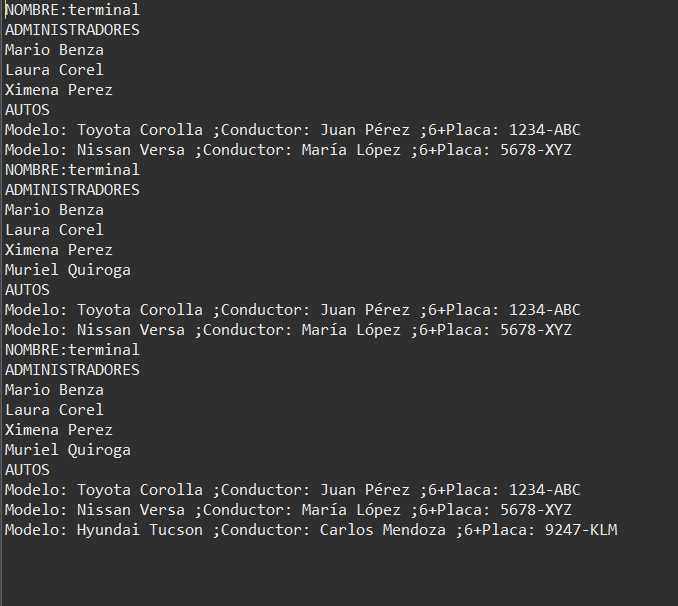 NOMBRE:terminal
ADMINISTRADORES
Mario Benza
Laura Corel
Ximena Perez
AUTOS
Modelo: Toyota Corolla ;Conductor: Juan Pérez ;6+Placa: 1234-ABC
Modelo: Nissan Versa ;Conductor: María López ;6+Placa: 5678-XYZ
NOMBRE:terminal
ADMINISTRADORES
Mario Benza
Laura Corel
Ximena Perez
Muriel Quiroga
AUTOS
Modelo: Toyota Corolla ;Conductor: Juan Pérez ;6+Placa: 1234-ABC
Modelo: Nissan Versa ;Conductor: María López ;6+Placa: 5678-XYZ
NOMBRE:terminal
ADMINISTRADORES
Mario Benza
Laura Corel
Ximena Perez
Muriel Quiroga
AUTOS
Modelo: Toyota Corolla ;Conductor: Juan Pérez ;6+Placa: 1234-ABC
Modelo: Nissan Versa ;Conductor: María López ;6+Placa: 5678-XYZ
Modelo: Hyundai Tucson ;Conductor: Carlos Mendoza ;6+Placa: 9247-KLM